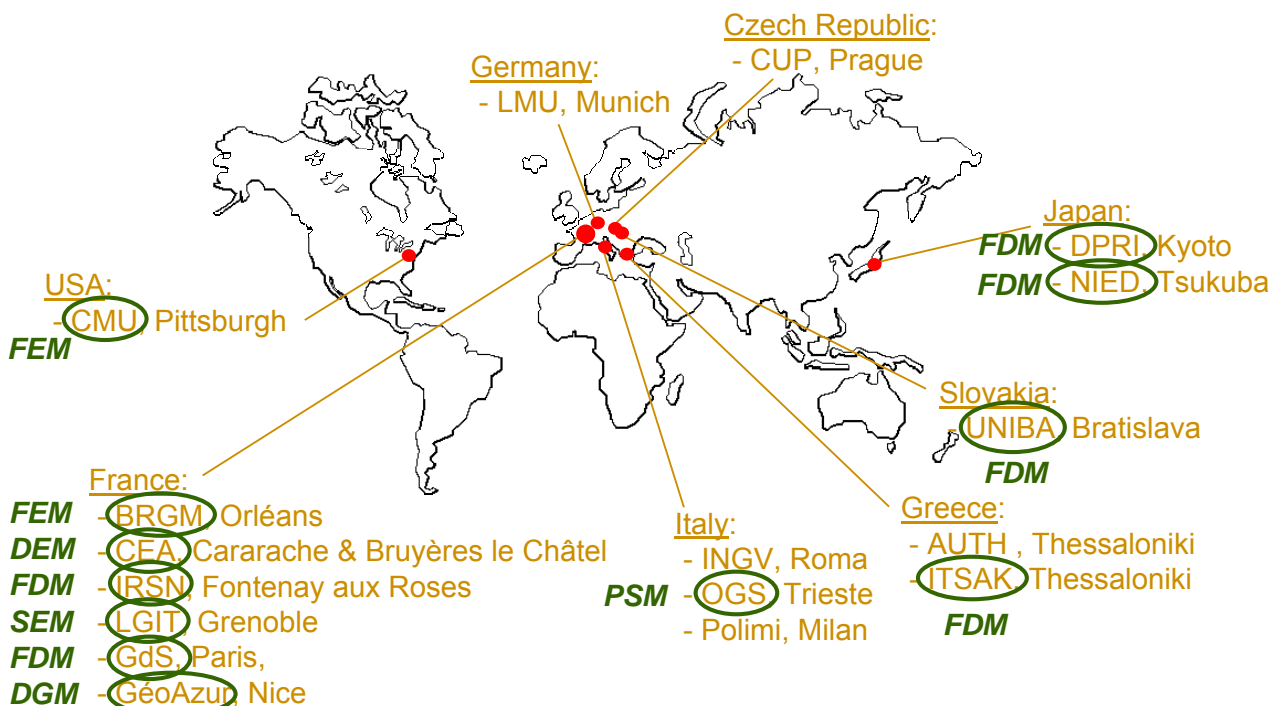 Czech Republic:
- CUP, Prague
Germany:
- LMU, Munich
Japan:
FDM - DPRI, Kyoto
FDM - NIED, Tsukuba
USA:
- CMU, Pittsburgh
FEM
Slovakia:
- UNIBA, Bratislava
FDM
France:
FEM - BRGM, Orléans
DEM - CEA, Cararache & Bruyères le Châtel
FDM - IRSN, Fontenay aux Roses
SEM - LGIT, Grenoble
FDM - GdS, Paris,
DGM - GéoAzur, Nice
Italy:
- INGV, Roma
PSM - OGS, Trieste
- Polimi, Milan
Greece:
- AUTH , Thessaloniki
- ITSAK, Thessaloniki
FDM